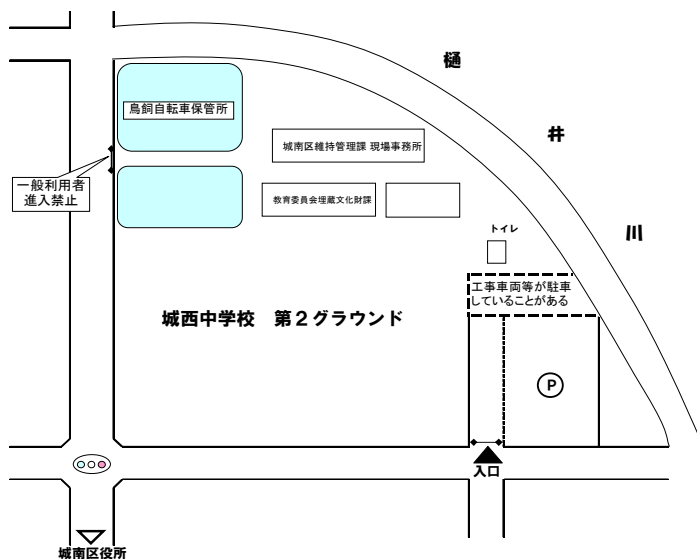 樋
井
川
鳥飼自転車保管所
城南区維持管理課 現場事務所
一般利用者
進入禁止
教育委員会埋蔵文化財課
トイレ
工事車両等が駐車
していることがある
城西中学校 第2グラウンド
P
入口
城南区役所